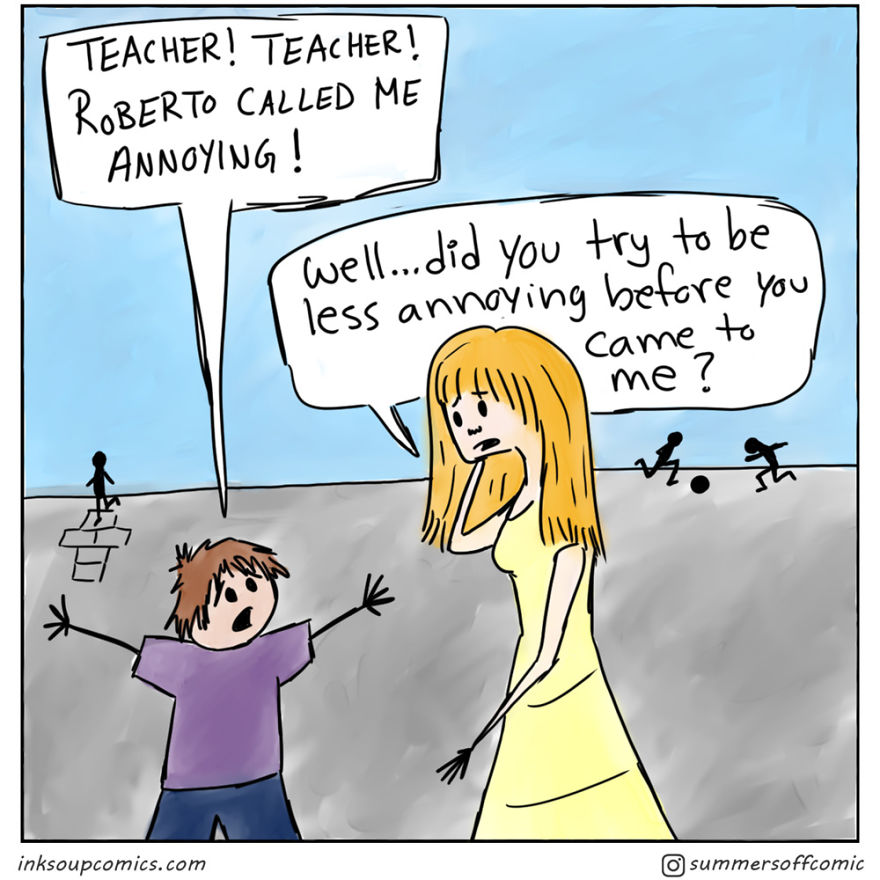 TEACHER! TEACHER!
ROBERTO CALLED ME
ANNOYING!
Well...did you try to be
less annoying before you
came to
me?
inksoupcomics.com
summersoffcomic